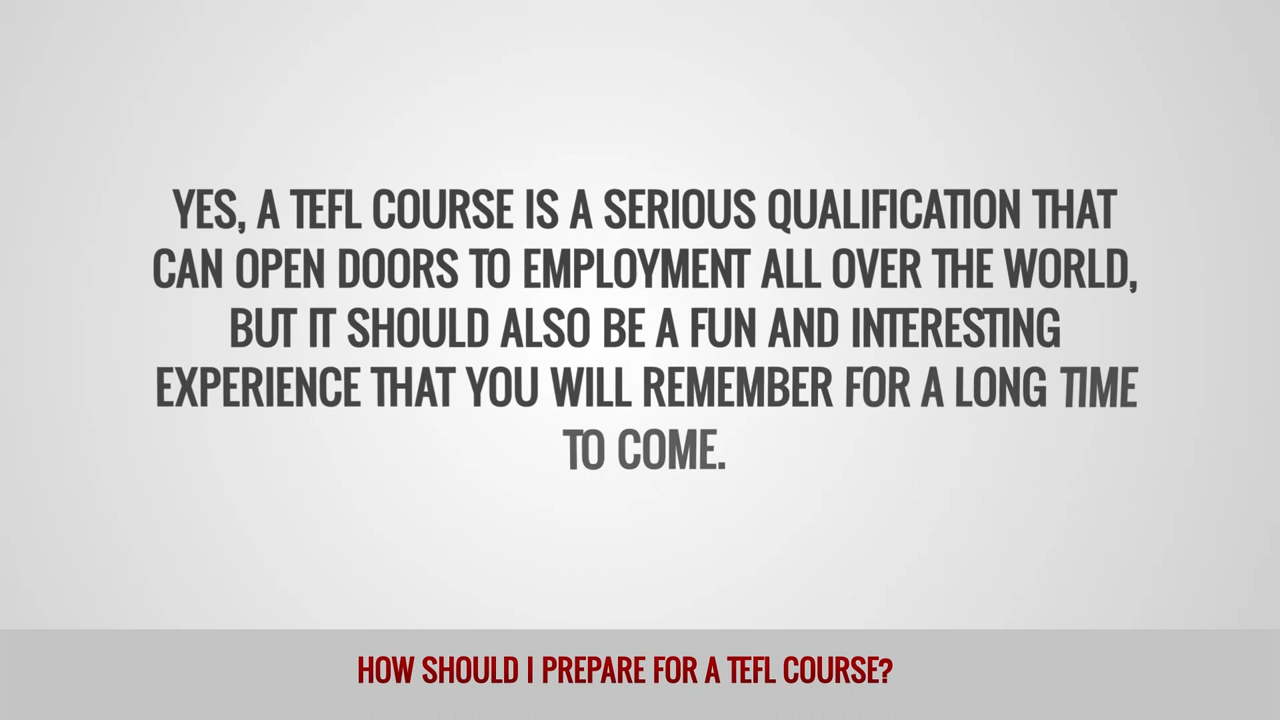 YES, A TEFL COURSE IS A SERIOUS QUALIFICATION THAT
CAN OPEN DOORS TO EMPLOYMENT ALL OVER THE WORLD,
BUT IT SHOULD ALSO BE A FUN AND INTERESTING
EXPERIENCE THAT YOU WILL REMEMBER FOR A LONG TIME
TO COME.
HOW SHOULD I PREPARE FOR A TEFL COURSE?